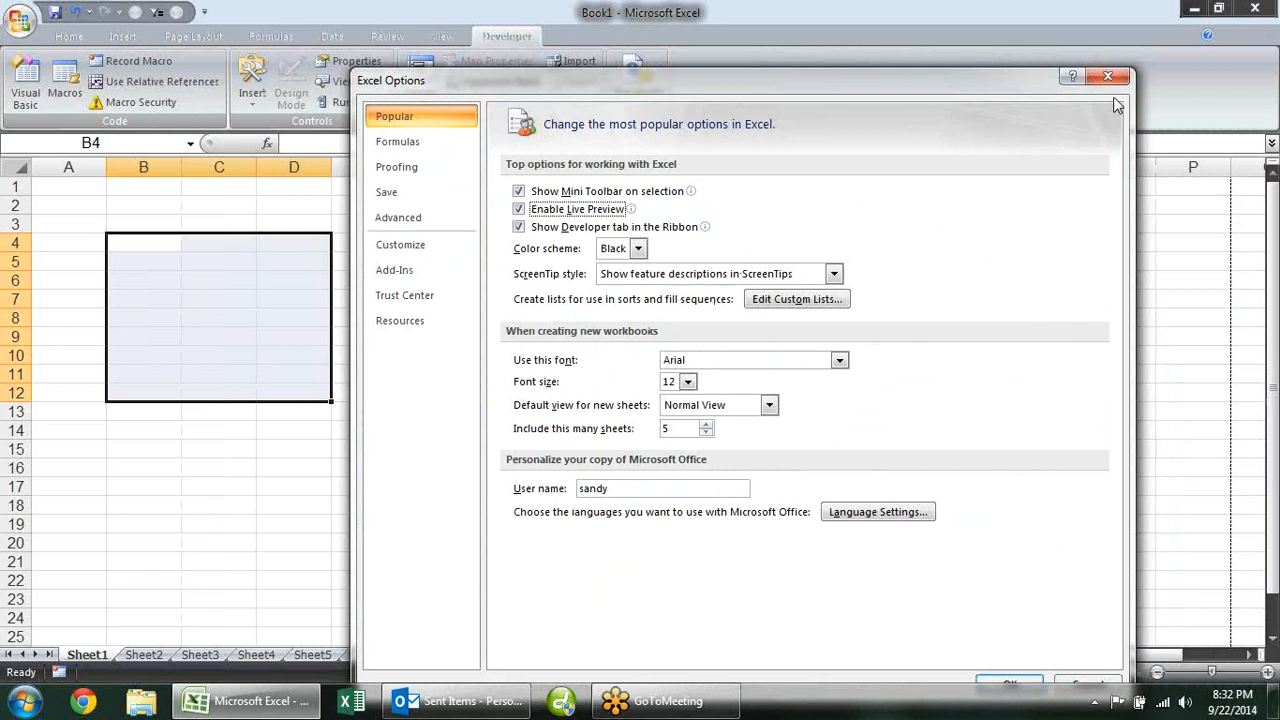 Book1 - Microsoft Excel
Home Insert Page Layout Formulas Data Review View Developer
Visual Basic
Macros
Record Macro
Use Relative References
Macro Security
Code
Insert
Design Mode
Properties
Controls
Map Properties
Import
B4
fx
A B C D P
1
2
3
4
5
6
7
8
9
10
11
12
13
14
15
16
17
18
19
20
21
22
23
24
25
Excel Options
Popular
Formulas
Proofing
Save
Advanced
Customize
Add-Ins
Trust Center
Resources
Change the most popular options in Excel.
Top options for working with Excel
Show Mini Toolbar on selection
Enable Live Preview
Show Developer tab in the Ribbon
Color scheme: Black
ScreenTip style: Show feature descriptions in ScreenTips
Create lists for use in sorts and fill sequences: Edit Custom Lists...
When creating new workbooks
Use this font: Arial
Font size: 12
Default view for new sheets: Normal View
Include this many sheets: 5
Personalize your copy of Microsoft Office
User name: sandy
Choose the languages you want to use with Microsoft Office: Language Settings...
Sheet1 Sheet2 Sheet3 Sheet4 Sheet5
Ready
Microsoft Excel - ...
Sent Items - Perso...
GoToMeeting
8:32 PM
9/22/2014